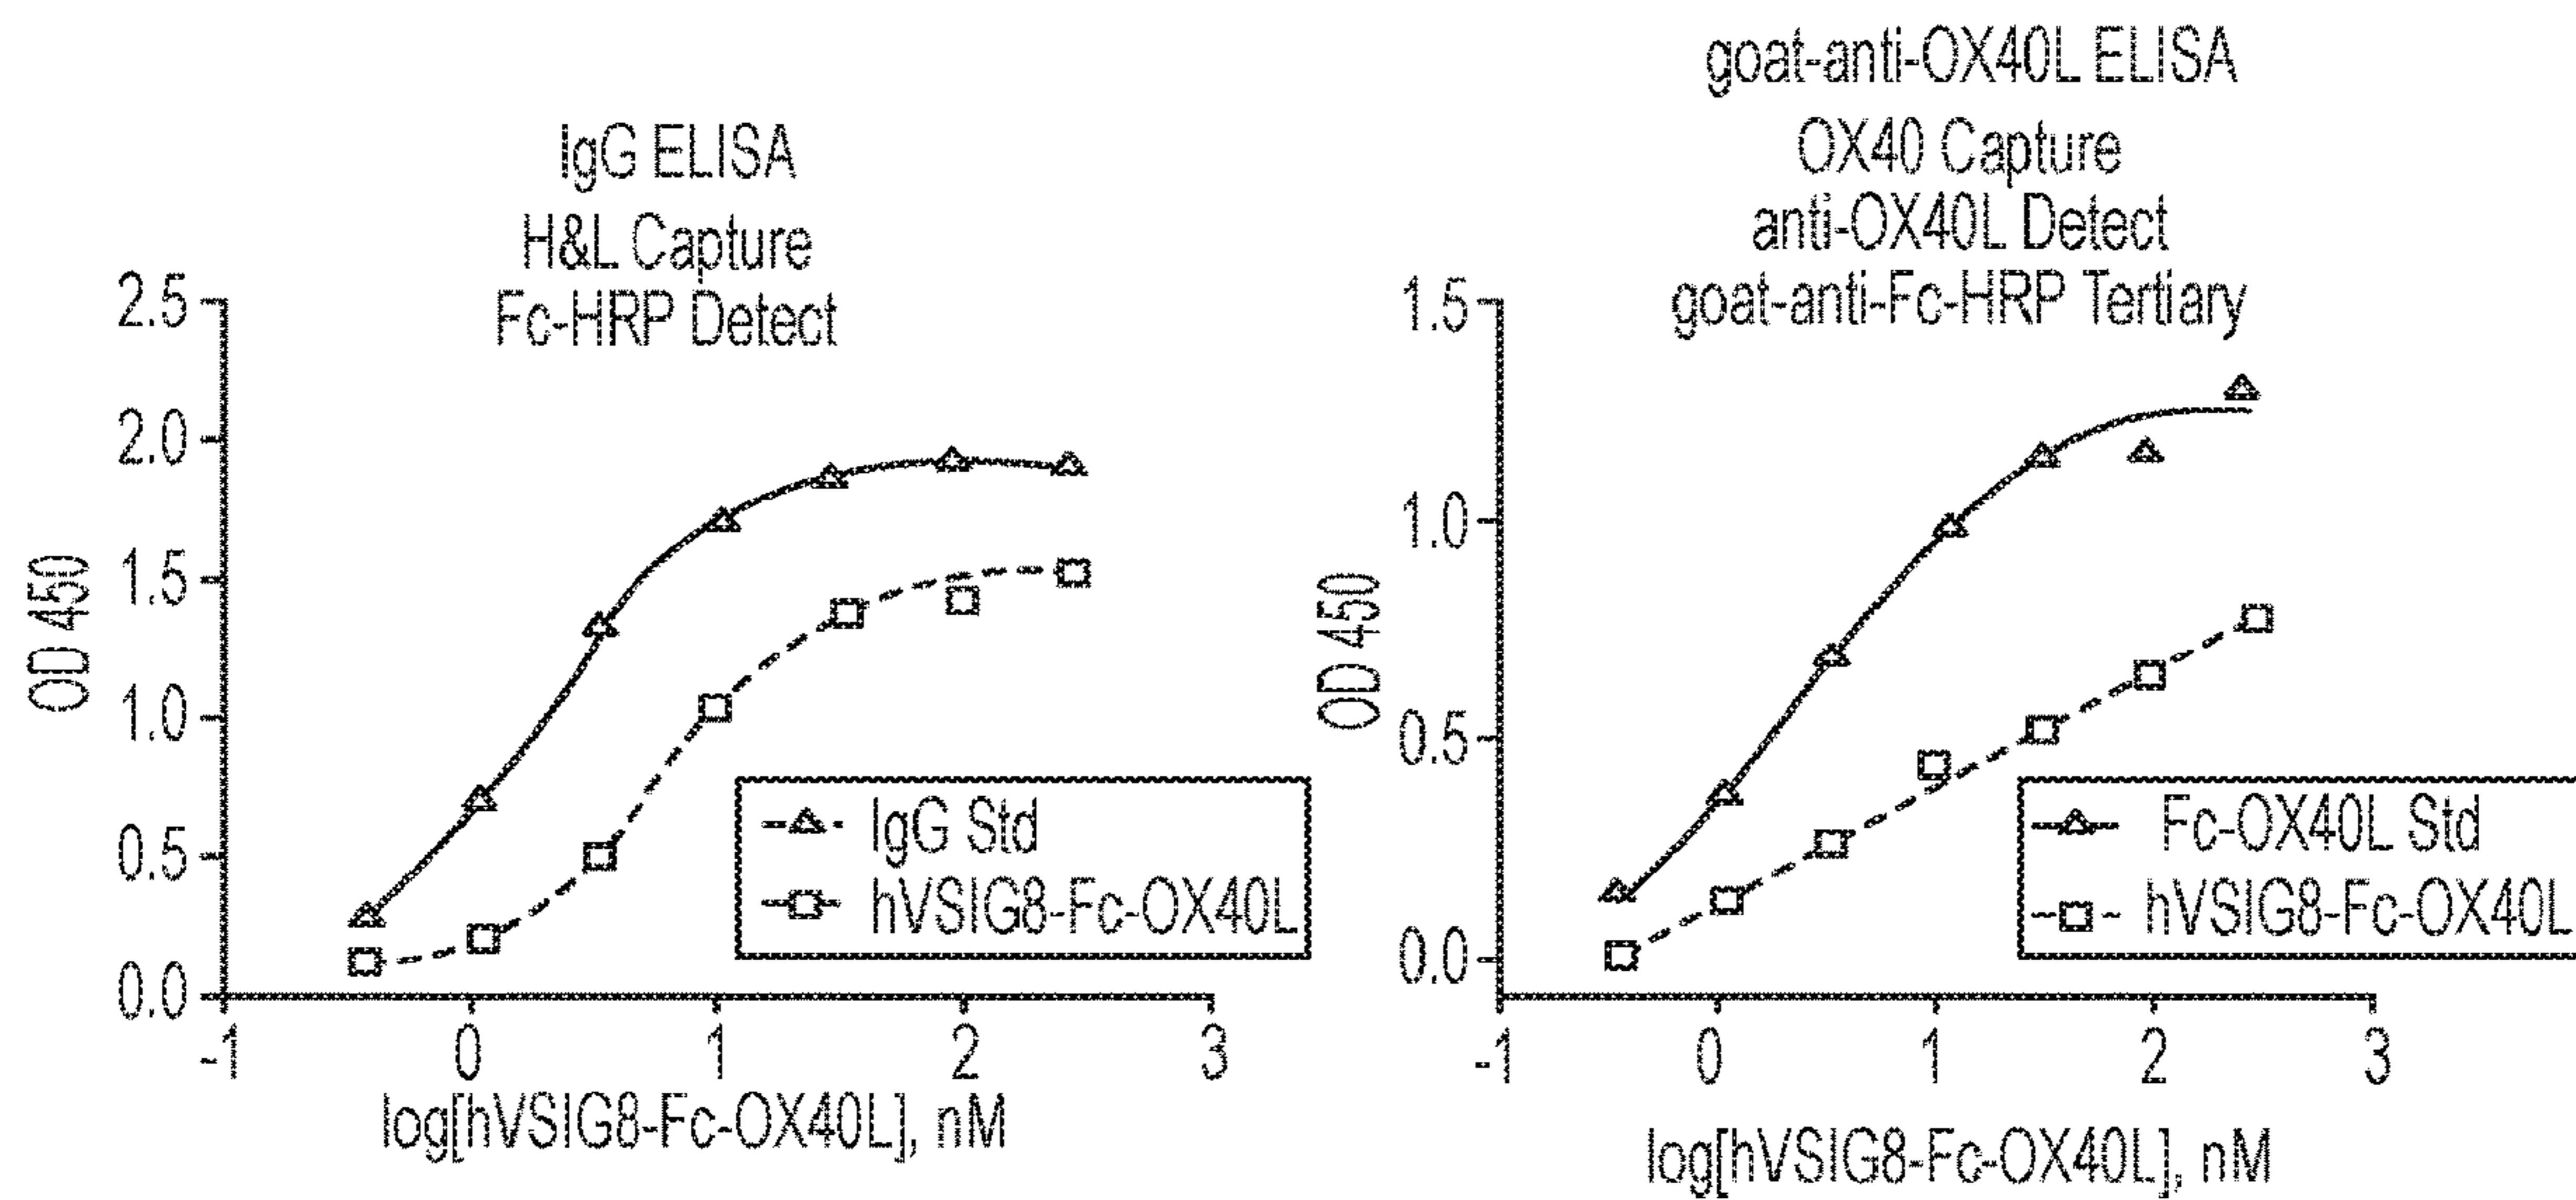 IgG ELISA
H&L Capture
Fc-HRP Detect
2.5
2.0
1.5
1.0
0.5
0.0
OD 450
-1
0
1
2
3
log[hVSIG8-Fc-OX40L], nM
IgG Std
hVSIG8-Fc-OX40L
goat-anti-OX40L ELISA
OX40 Capture
anti-OX40L Detect
goat-anti-Fc-HRP Tertiary
1.5
1.0
0.5
0.0
OD 450
-1
0
1
2
3
log[hVSIG8-Fc-OX40L], nM
Fc-OX40L Std
hVSIG8-Fc-OX40L